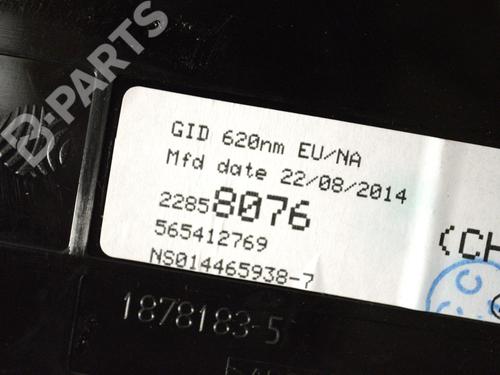 B-PARTS
GID 620nm EU/NA
Mfd date 22/08/2014
22858076
565412769
NS014465938-7
(CH
1878183-5